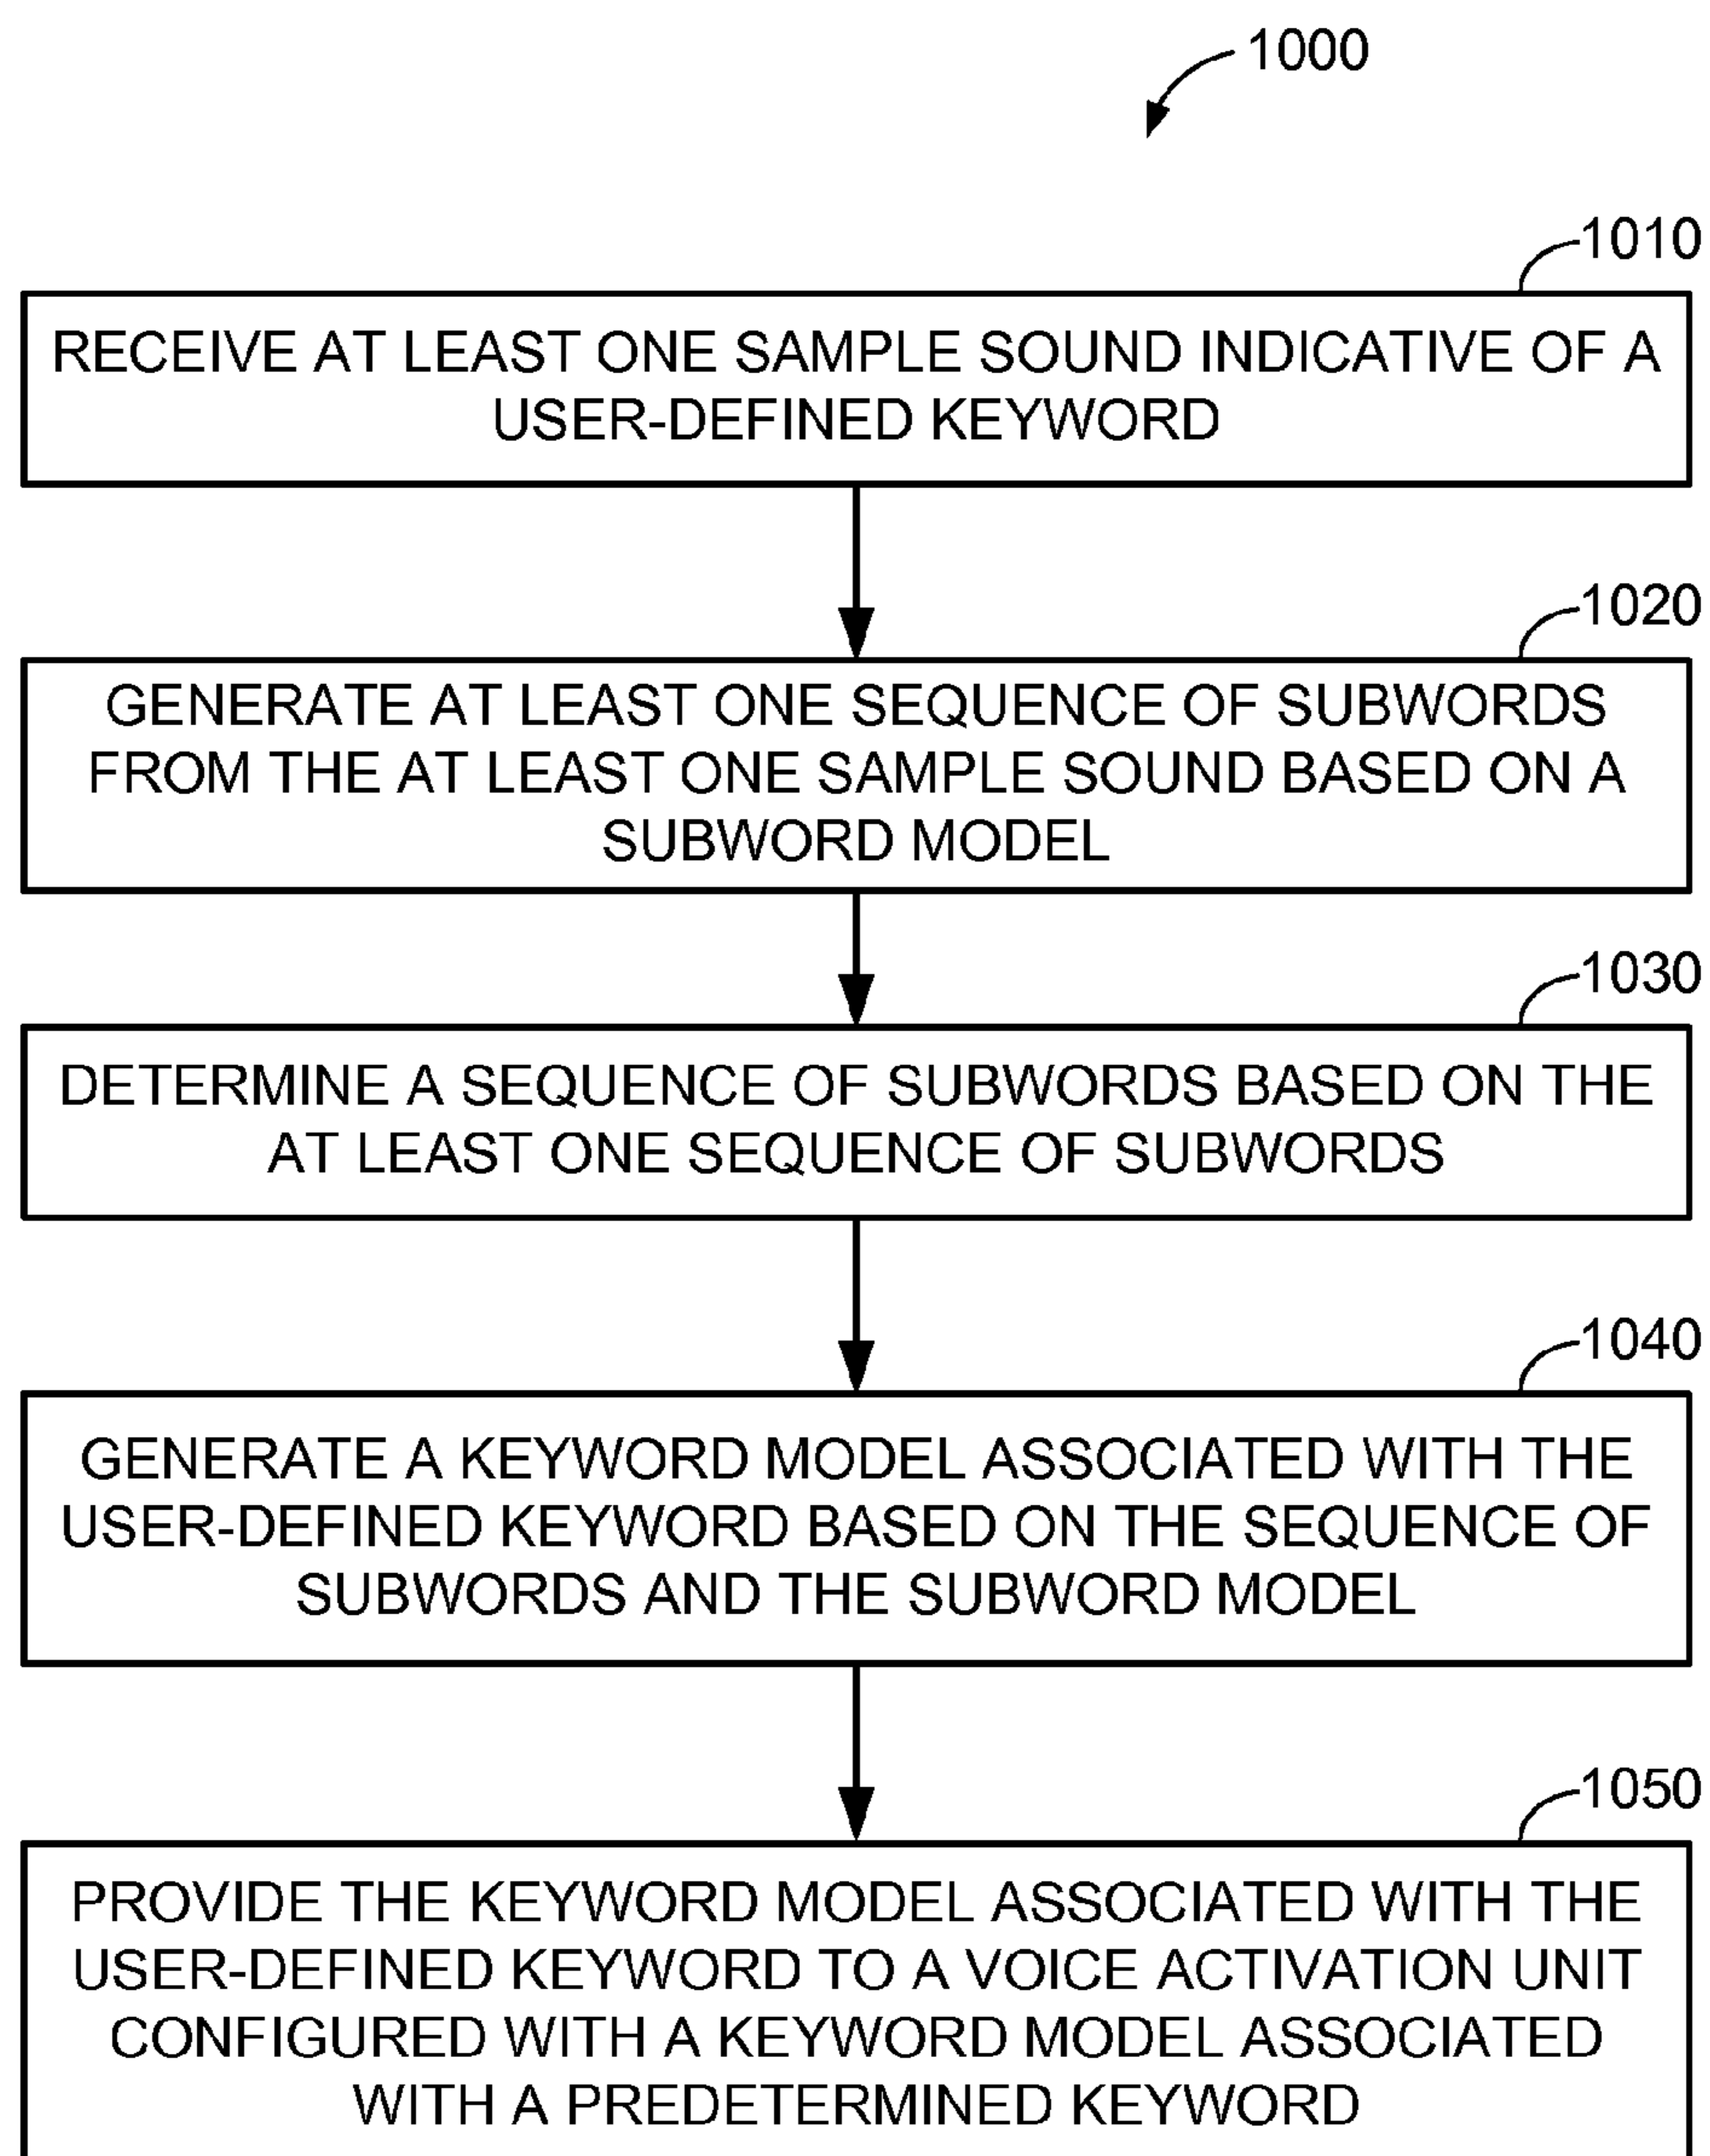 1000
1010
RECEIVE AT LEAST ONE SAMPLE SOUND INDICATIVE OF A
USER-DEFINED KEYWORD
1020
GENERATE AT LEAST ONE SEQUENCE OF SUBWORDS
FROM THE AT LEAST ONE SAMPLE SOUND BASED ON A
SUBWORD MODEL
1030
DETERMINE A SEQUENCE OF SUBWORDS BASED ON THE
AT LEAST ONE SEQUENCE OF SUBWORDS
1040
GENERATE A KEYWORD MODEL ASSOCIATED WITH THE
USER-DEFINED KEYWORD BASED ON THE SEQUENCE OF
SUBWORDS AND THE SUBWORD MODEL
1050
PROVIDE THE KEYWORD MODEL ASSOCIATED WITH THE
USER-DEFINED KEYWORD TO A VOICE ACTIVATION UNIT
CONFIGURED WITH A KEYWORD MODEL ASSOCIATED
WITH A PREDETERMINED KEYWORD